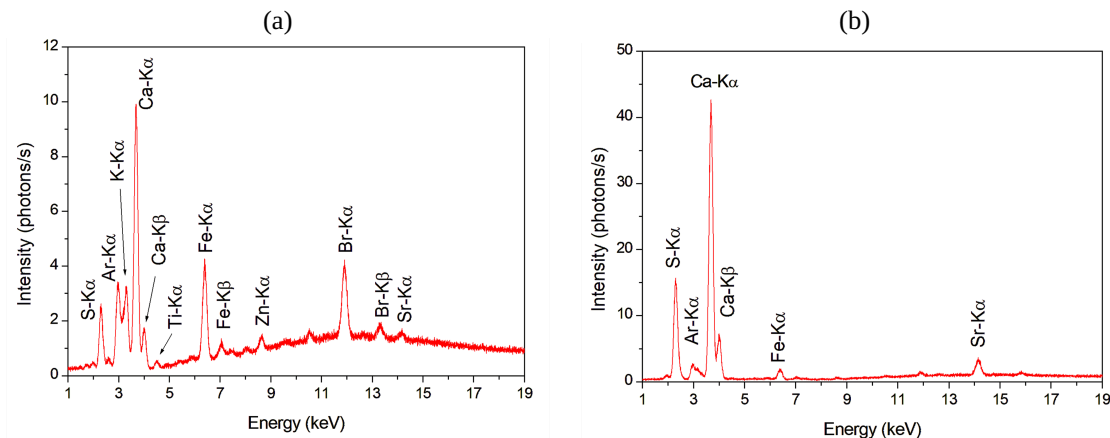 (a)
12
10
8
6
4
2
0
Intensity (photons/s)
S-Kα
Ar-Kα
K-Kα
Ca-Kα
Ca-Kβ
Ti-Kα
Fe-Kα
Fe-Kβ
Zn-Kα
Br-Kα
Br-Kβ
Sr-Kα
1 3 5 7 9 11 13 15 17 19
Energy (keV)
(b)
50
40
30
20
10
0
Intensity (photons/s)
S-Kα
Ar-Kα
Ca-Kα
Ca-Kβ
Fe-Kα
Sr-Kα
1 3 5 7 9 11 13 15 17 19
Energy (keV)